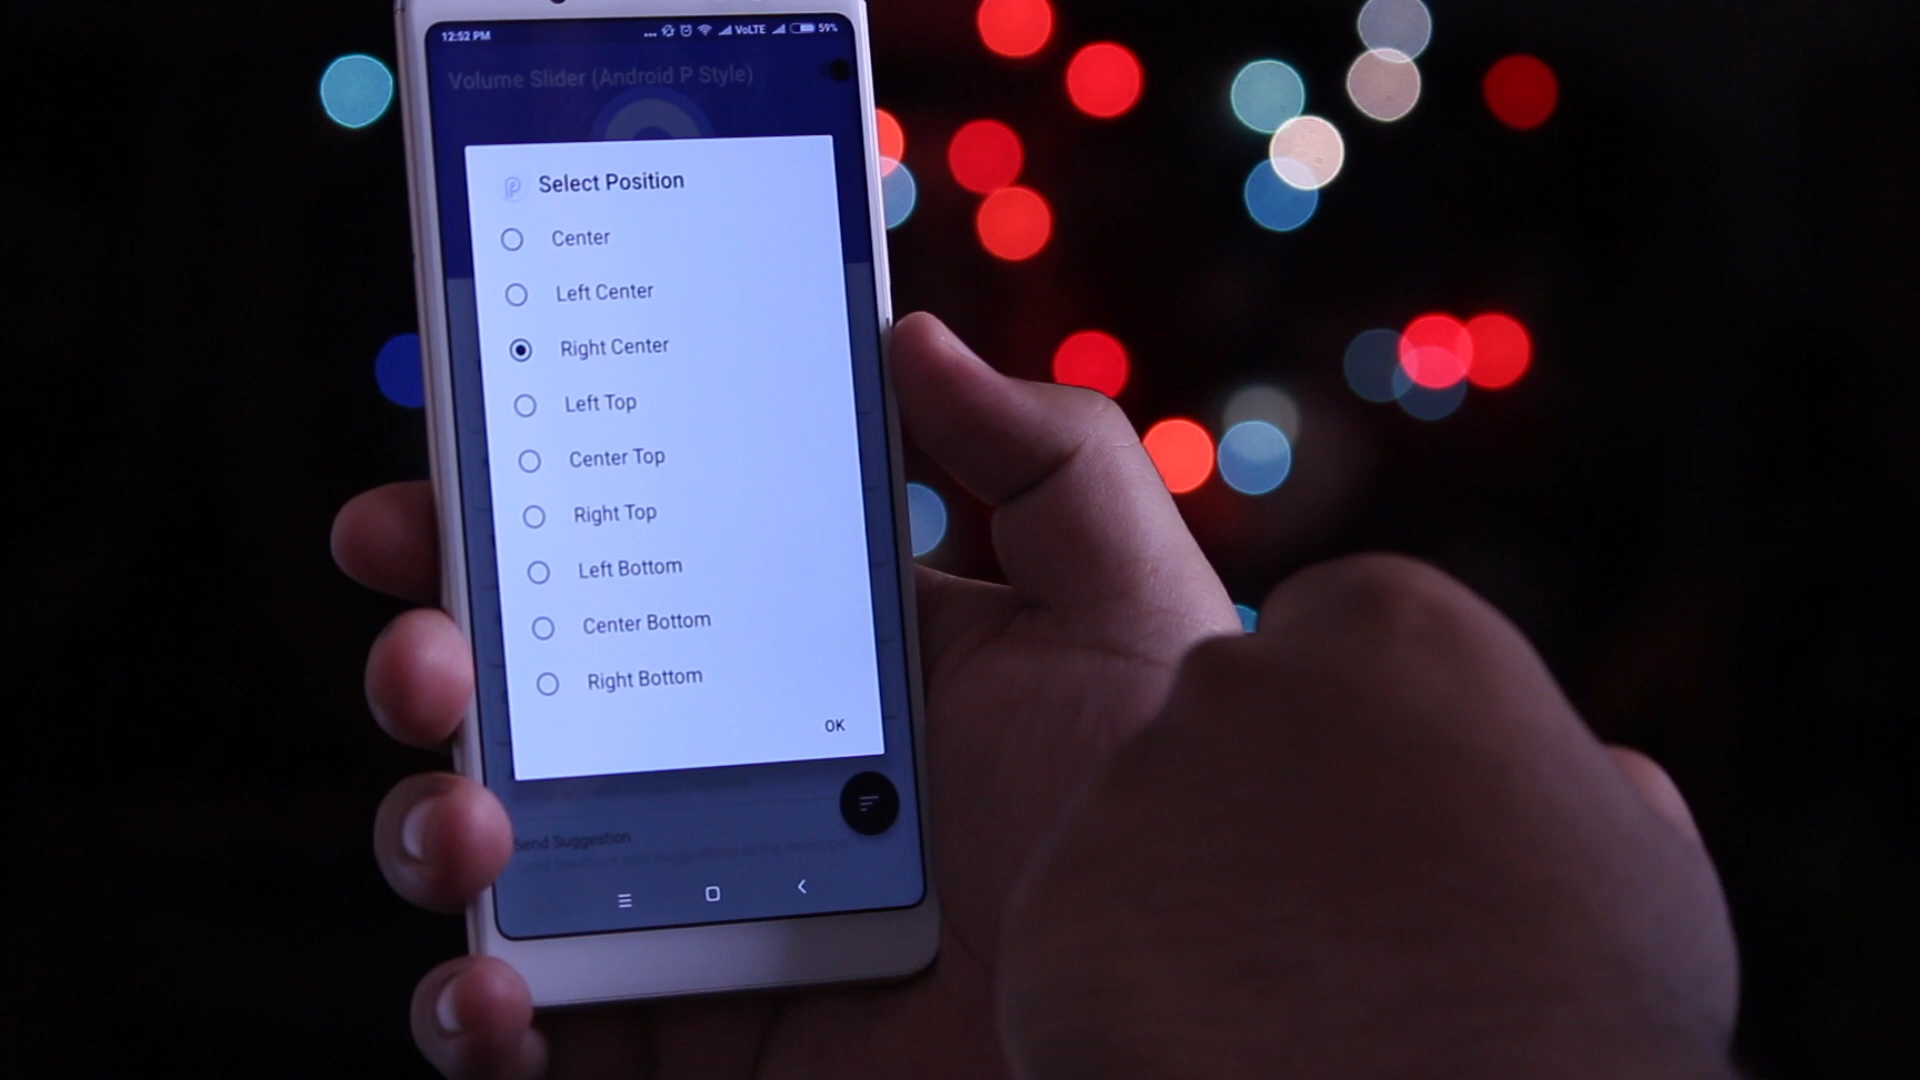 12:52 PM
VoLTE
59%
Volume Slider (Android P Style)
Select Position
Center
Left Center
Right Center
Left Top
Center Top
Right Top
Left Bottom
Center Bottom
Right Bottom
OK
Send Suggestion